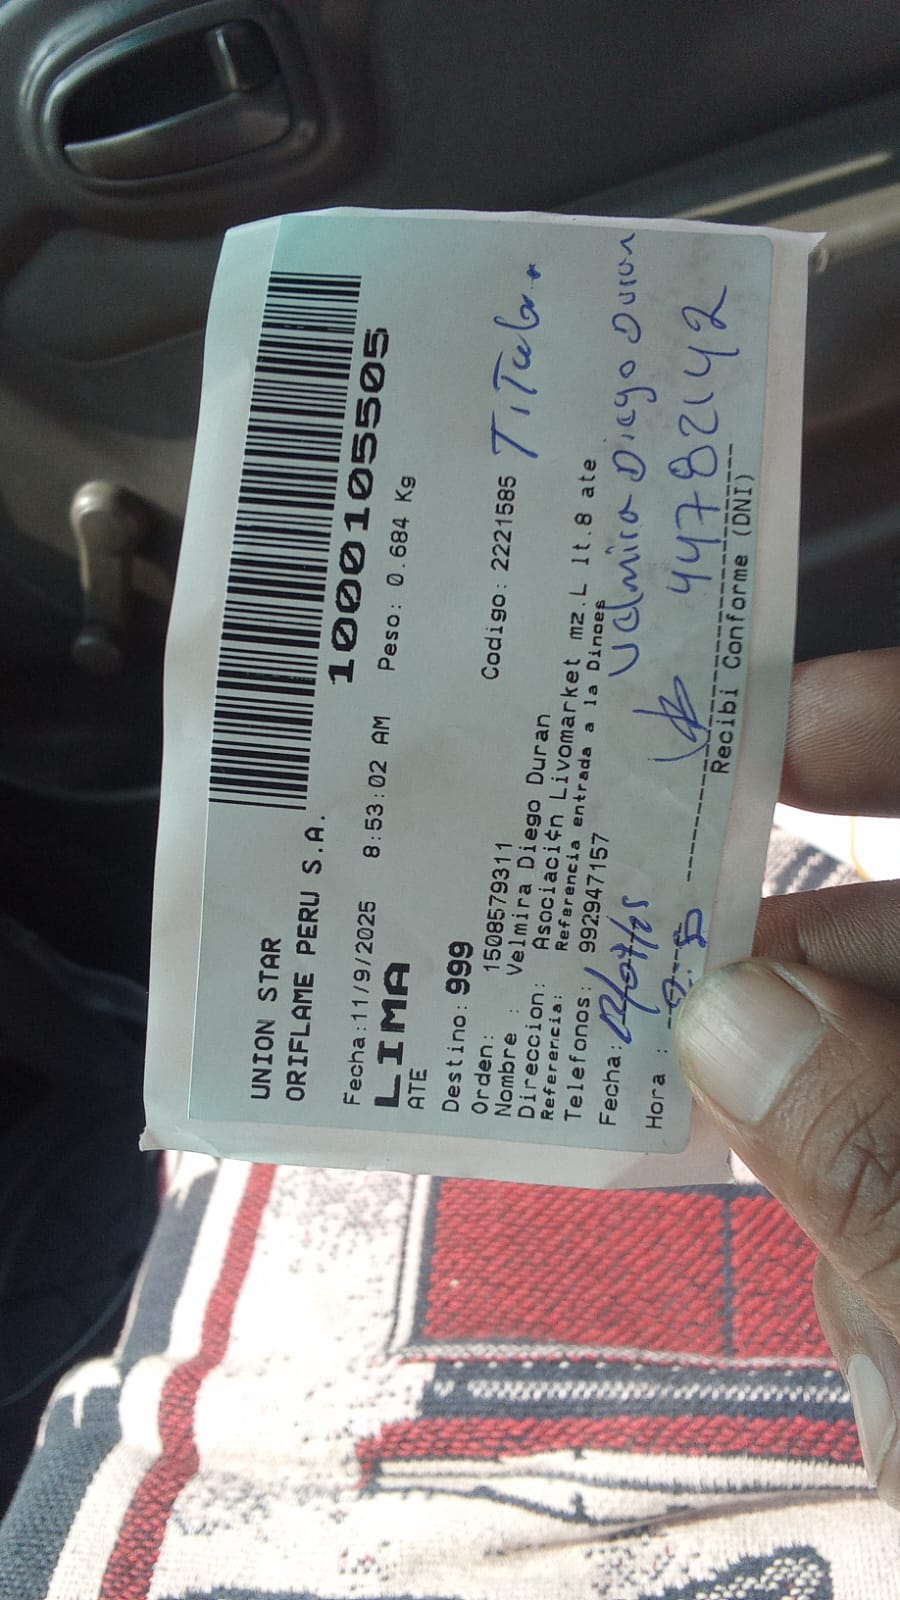 UNION STAR
ORIFLAME PERU S.A.
10001055505
Fecha:11/9/2025 8:53:02 AM Peso: 0.684 Kg
LIMA
ATE
Destino: 999
Orden: 1508579311 Codigo: 2221585 Titular
Nombre : Velmira Diego Duran
Direccion: Asociaci¢n Livomarket mz.L lt.8 ate
Referencia: Referencia entrada a la Dinoes
Telefonos: 992947157
Velmira Diego Duran
Fecha:
Hora : 44782142
Recibi Conforme (DNI)